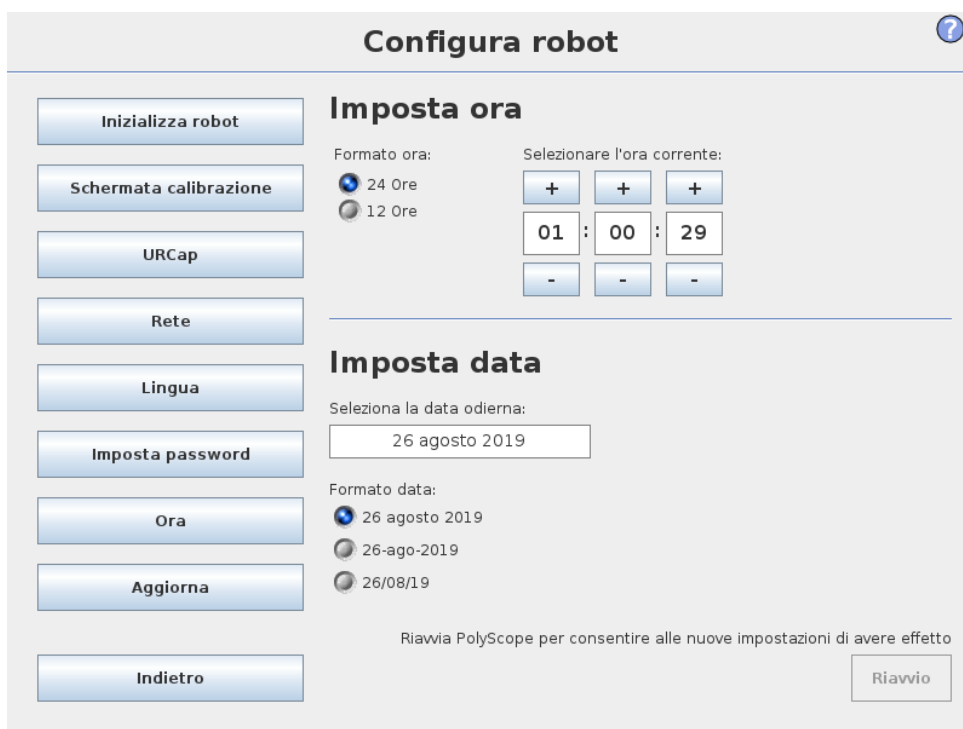 Configura robot
?
Inizializza robot
Schermata calibrazione
URCap
Rete
Lingua
Imposta password
Ora
Aggiorna
Indietro
Imposta ora
Formato ora:
24 Ore
12 Ore
Selezionare l'ora corrente:
+ + +
01 : 00 : 29
- - -
Imposta data
Seleziona la data odierna:
26 agosto 2019
Formato data:
26 agosto 2019
26-ago-2019
26/08/19
Riavvia PolyScope per consentire alle nuove impostazioni di avere effetto
Riavvio